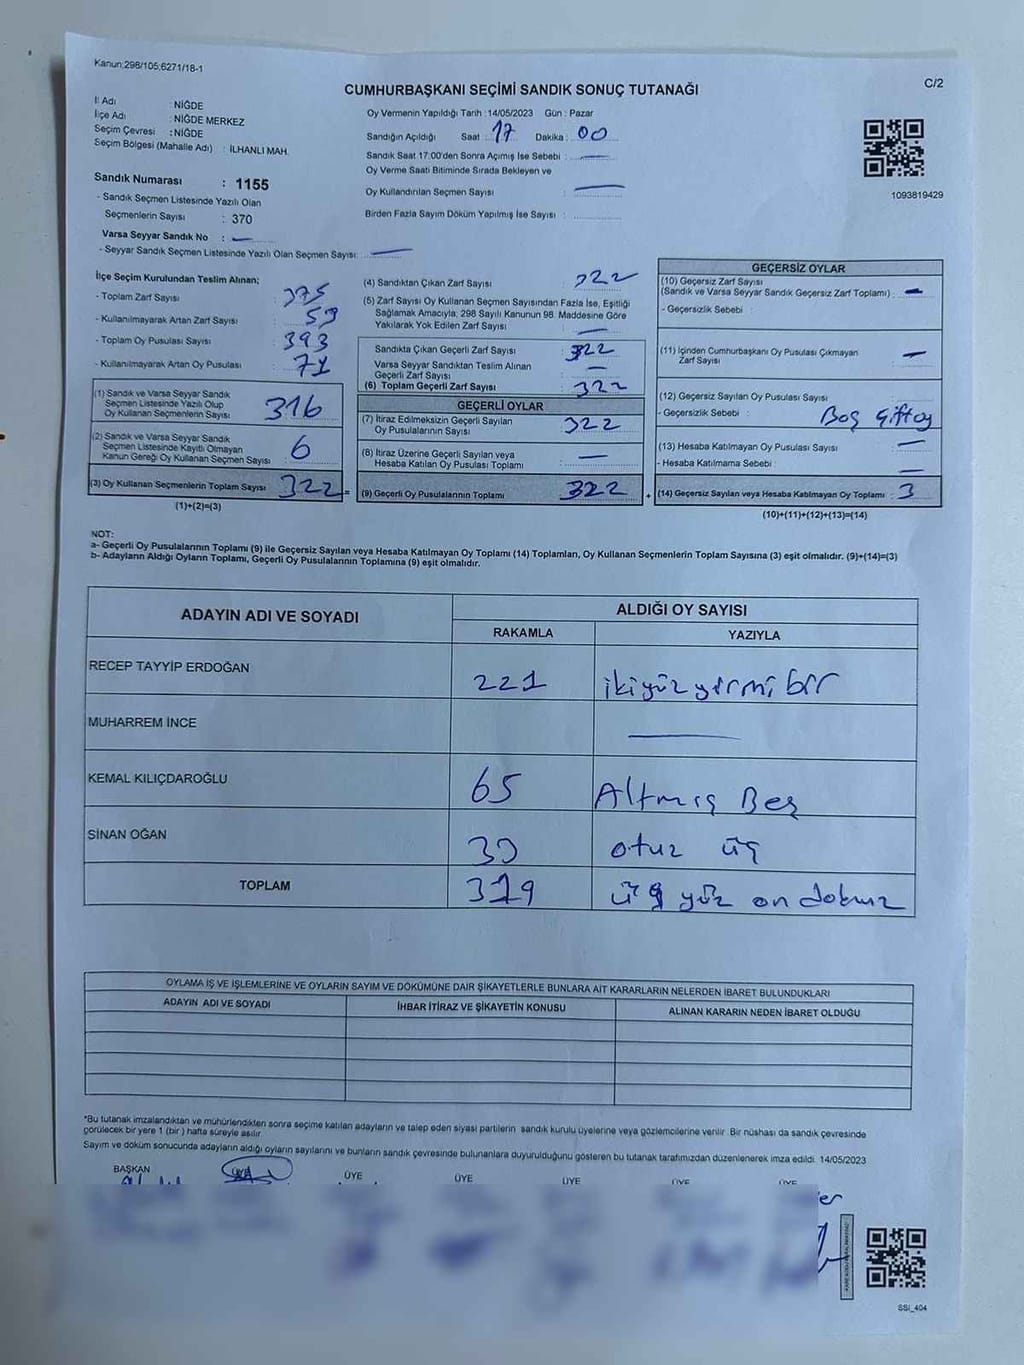 Kanun:298/105;6271/18-1
C/2
CUMHURBAŞKANI SEÇİMİ SANDIK SONUÇ TUTANAĞI
İl Adı : NİĞDE
İlçe Adı : NİĞDE MERKEZ
Seçim Çevresi : NİĞDE
Seçim Bölgesi (Mahalle Adı) : İLHANLI MAH.
Oy Vermenin Yapıldığı Tarih : 14/05/2023 Gün : Pazar
Sandığın Açıldığı Saat : 17 Dakika : 00
Sandık Saat 17:00'den Sonra Açımış İse Sebebi : —
Oy Verme Saati Bitiminde Sırada Bekleyen ve
Oy Kullandırılan Seçmen Sayısı : —
Birden Fazla Sayım Döküm Yapılmış İse Sayısı :
1093819429
Sandık Numarası : 1155
- Sandık Seçmen Listesinde Yazılı Olan
Seçmenlerin Sayısı : 370
Varsa Seyyar Sandık No : —
- Seyyar Sandık Seçmen Listesinde Yazılı Olan Seçmen Sayısı: —
İlçe Seçim Kurulundan Teslim Alınan;
- Toplam Zarf Sayısı : 375
- Kullanılmayarak Artan Zarf Sayısı : 53
- Toplam Oy Pusulası Sayısı : 393
- Kullanılmayarak Artan Oy Pusulası : 71
(1) Sandık ve Varsa Seyyar Sandık
Seçmen Listesinde Yazılı Olup
Oy Kullanan Seçmenlerin Sayısı : 316
(2) Sandık ve Varsa Seyyar Sandık
Seçmen Listesinde Kayıtlı Olmayan
Kanun Gereği Oy Kullanan Seçmen Sayısı : 6
(3) Oy Kullanan Seçmenlerin Toplam Sayısı : 322 =
(1)+(2)=(3)
(4) Sandıktan Çıkan Zarf Sayısı : 322
(5) Zarf Sayısı Oy Kullanan Seçmen Sayısından Fazla İse, Eşitliği
Sağlamak Amacıyla; 298 Sayılı Kanunun 98. Maddesine Göre
Yakılarak Yok Edilen Zarf Sayısı : —
Sandıkta Çıkan Geçerli Zarf Sayısı : 322
Varsa Seyyar Sandıktan Teslim Alınan
Geçerli Zarf Sayısı : —
(6) Toplam Geçerli Zarf Sayısı : 322
GEÇERLİ OYLAR
(7) İtiraz Edilmeksizin Geçerli Sayılan
Oy Pusulalarının Sayısı : 322
(8) İtiraz Üzerine Geçerli Sayılan veya
Hesaba Katılan Oy Pusulası Toplamı : —
(9) Geçerli Oy Pusulalarının Toplamı : 322 +
GEÇERSİZ OYLAR
(10) Geçersiz Zarf Sayısı
(Sandık ve Varsa Seyyar Sandık Geçersiz Zarf Toplamı) : —
- Geçersizlik Sebebi :
(11) İçinden Cumhurbaşkanı Oy Pusulası Çıkmayan
Zarf Sayısı : —
(12) Geçersiz Sayılan Oy Pusulası Sayısı :
- Geçersizlik Sebebi : Boş Çift oy
(13) Hesaba Katılmayan Oy Pusulası Sayısı : —
- Hesaba Katılmama Sebebi : —
(14) Geçersiz Sayılan veya Hesaba Katılmayan Oy Toplamı : 3
(10)+(11)+(12)+(13)=(14)
NOT:
a- Geçerli Oy Pusulalarının Toplamı (9) ile Geçersiz Sayılan veya Hesaba Katılmayan Oy Toplamı (14) Toplamları, Oy Kullanan Seçmenlerin Toplam Sayısına (3) eşit olmalıdır. (9)+(14)=(3)
b- Adayların Aldığı Oyların Toplamı, Geçerli Oy Pusulalarının Toplamına (9) eşit olmalıdır.
ADAYIN ADI VE SOYADI ALDIĞI OY SAYISI
RAKAMLA YAZIYLA
RECEP TAYYİP ERDOĞAN 221 ikiyüz yirmi bir
MUHARREM İNCE —
KEMAL KILIÇDAROĞLU 65 Altmış Beş
SİNAN OĞAN 33 otuz üç
TOPLAM 319 üç yüz on dokuz
OYLAMA İŞ VE İŞLEMLERİNE VE OYLARIN SAYIM VE DÖKÜMÜNE DAİR ŞİKAYETLERLE BUNLARA AİT KARARLARIN NELERDEN İBARET BULUNDUKLARI
ADAYIN ADI VE SOYADI İHBAR İTİRAZ VE ŞİKAYETİN KONUSU ALINAN KARARIN NEDEN İBARET OLDUĞU
*Bu tutanak imzalandıktan ve mühürlendikten sonra seçime katılan adayların ve talep eden siyasi partilerin sandık kurulu üyelerine veya gözlemcilerine verilir. Bir nüshası da sandık çevresinde
görülecek bir yere 1 (bir) hafta süreyle asılır.
Sayım ve döküm sonucunda adayların aldığı oyların sayılarını ve bunların sandık çevresinde bulunanlara duyurulduğunu gösteren bu tutanak tarafımızdan düzenlenerek imza edildi. 14/05/2023
BAŞKAN ÜYE ÜYE ÜYE ÜYE ÜYE
SSI_404